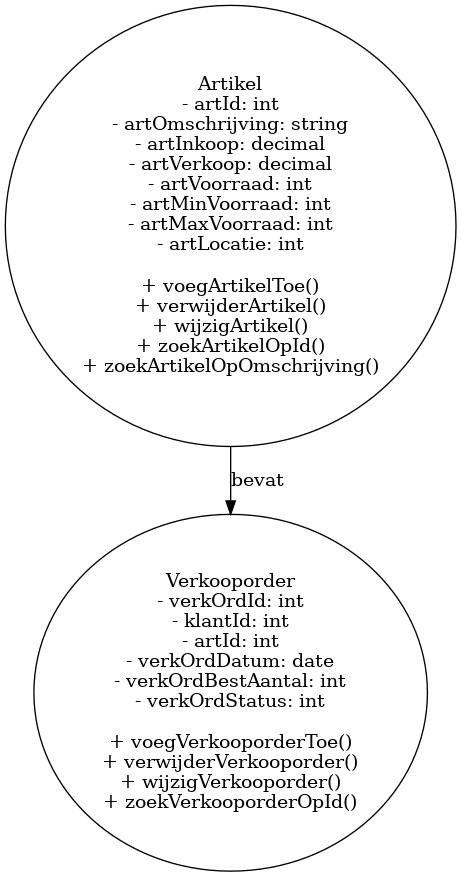 Artikel
- artId: int
- artOmschrijving: string
- artInkoop: decimal
- artVerkoop: decimal
- artVoorraad: int
- artMinVoorraad: int
- artMaxVoorraad: int
- artLocatie: int
+ voegArtikelToe()
+ verwijderArtikel()
+ wijzigArtikel()
+ zoekArtikelOpId()
+ zoekArtikelOpOmschrijving()
bevat
Verkooporder
- verkOrdId: int
- klantId: int
- artId: int
- verkOrdDatum: date
- verkOrdBestAantal: int
- verkOrdStatus: int
+ voegVerkooporderToe()
+ verwijderVerkooporder()
+ wijzigVerkooporder()
+ zoekVerkooporderOpId()